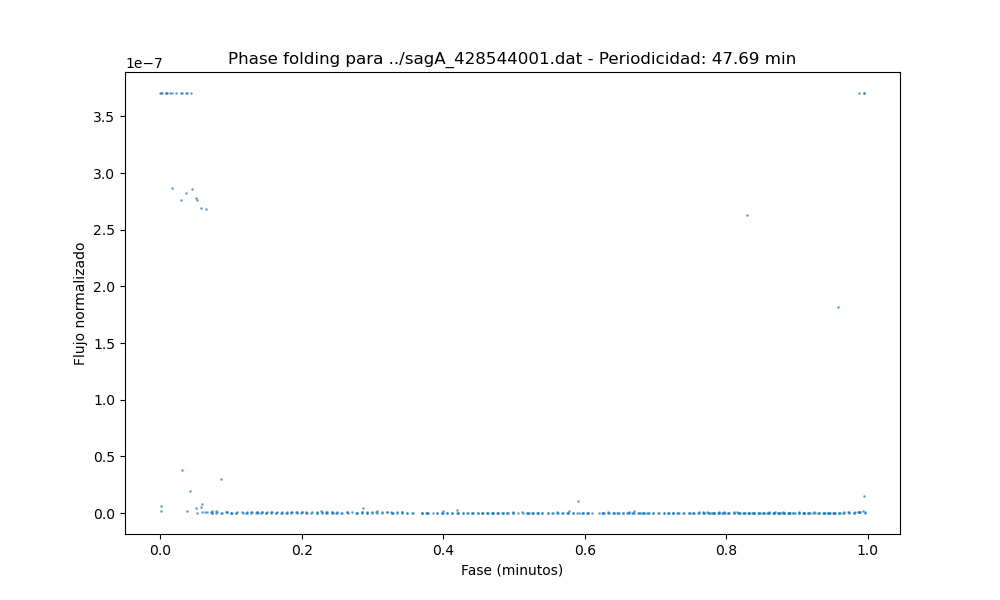 Phase folding para ../sagA_428544001.dat - Periodicidad: 47.69 min
1e−7
3.5
3.0
2.5
2.0
1.5
1.0
0.5
0.0
Flujo normalizado
0.0 0.2 0.4 0.6 0.8 1.0
Fase (minutos)